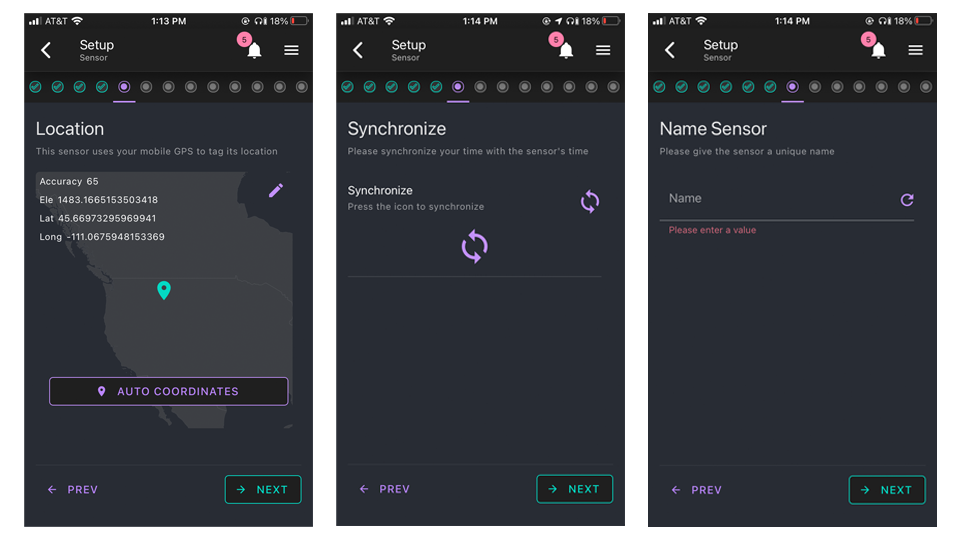 AT&T 1:13 PM 18%
Setup
Sensor
5
Location
This sensor uses your mobile GPS to tag its location
Accuracy 65
Ele 1483.1665153503418
Lat 45.66973295969941
Long -111.0675948153369
AUTO COORDINATES
PREV
NEXT
AT&T 1:14 PM 18%
Setup
Sensor
5
Synchronize
Please synchronize your time with the sensor's time
Synchronize
Press the icon to synchronize
PREV
NEXT
AT&T 1:14 PM 18%
Setup
Sensor
5
Name Sensor
Please give the sensor a unique name
Name
Please enter a value
PREV
NEXT